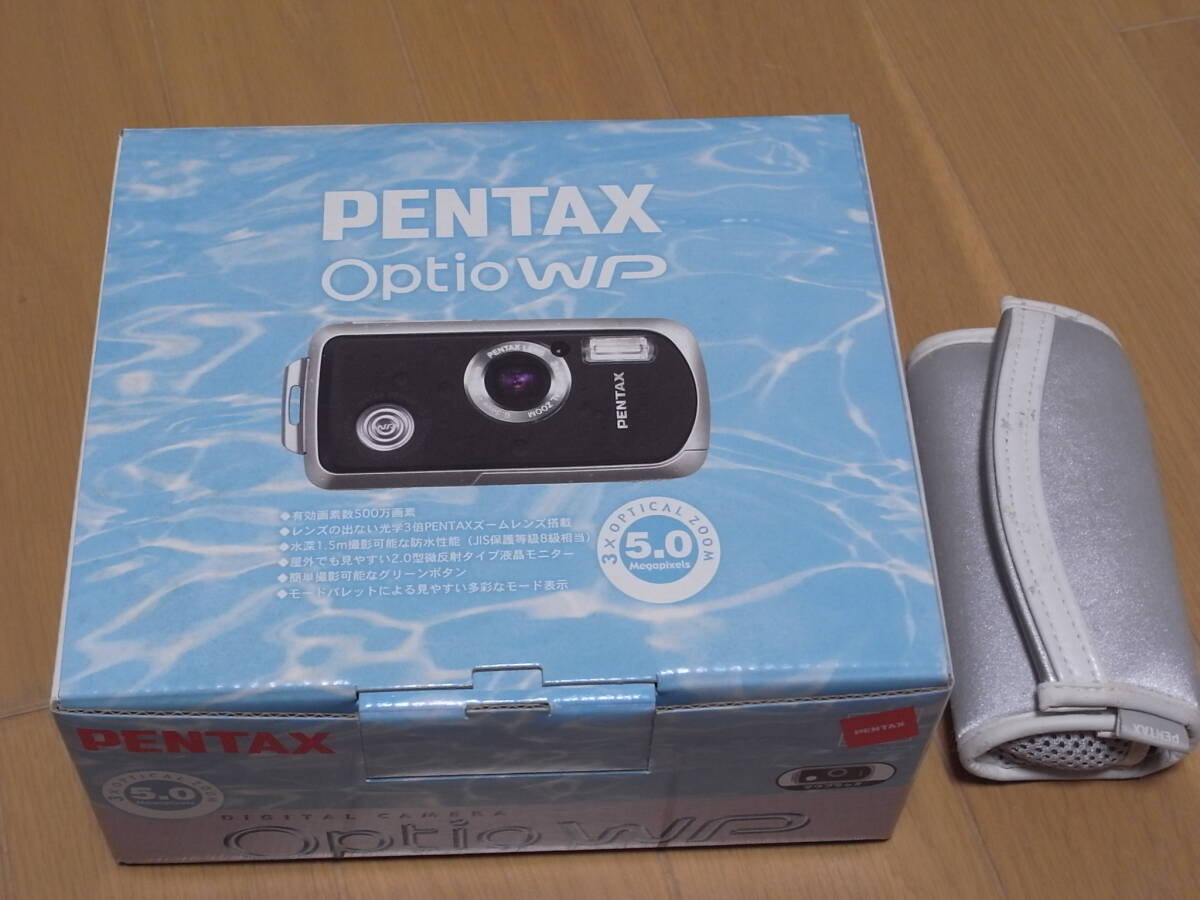 PENTAX
Optio WP
PENTAX
ZOOM
PENTAX
WP
◆有効画素数500万画素
◆レンズの出ない光学3倍PENTAXズームレンズ搭載
◆水深1.5m撮影可能な防水性能（JIS保護等級8級相当）
◆屋外でも見やすい2.0型微反射タイプ液晶モニター
◆簡単撮影可能なグリーンボタン
◆モードパレットによる見やすい多彩なモード表示
3× OPTICAL ZOOM
5.0
Megapixels
PENTAX
PENTAX
3× OPTICAL ZOOM
5.0
DIGITAL CAMERA
Optio WP
PENTAX